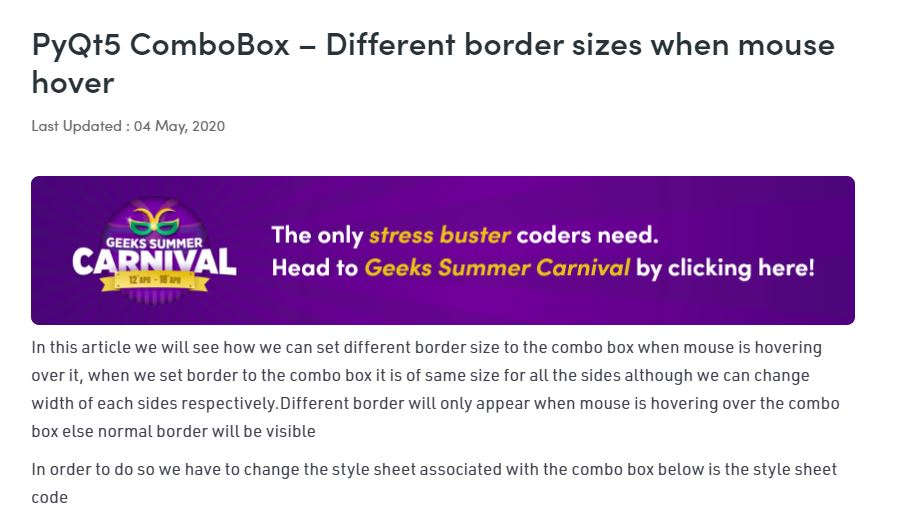 PyQt5 ComboBox – Different border sizes when mouse
hover
Last Updated : 04 May, 2020
GEEKS SUMMER
CARNIVAL
12 APR - 16 APR
The only stress buster coders need.
Head to Geeks Summer Carnival by clicking here!
In this article we will see how we can set different border size to the combo box when mouse is hovering
over it, when we set border to the combo box it is of same size for all the sides although we can change
width of each sides respectively.Different border will only appear when mouse is hovering over the combo
box else normal border will be visible
In order to do so we have to change the style sheet associated with the combo box below is the style sheet
code